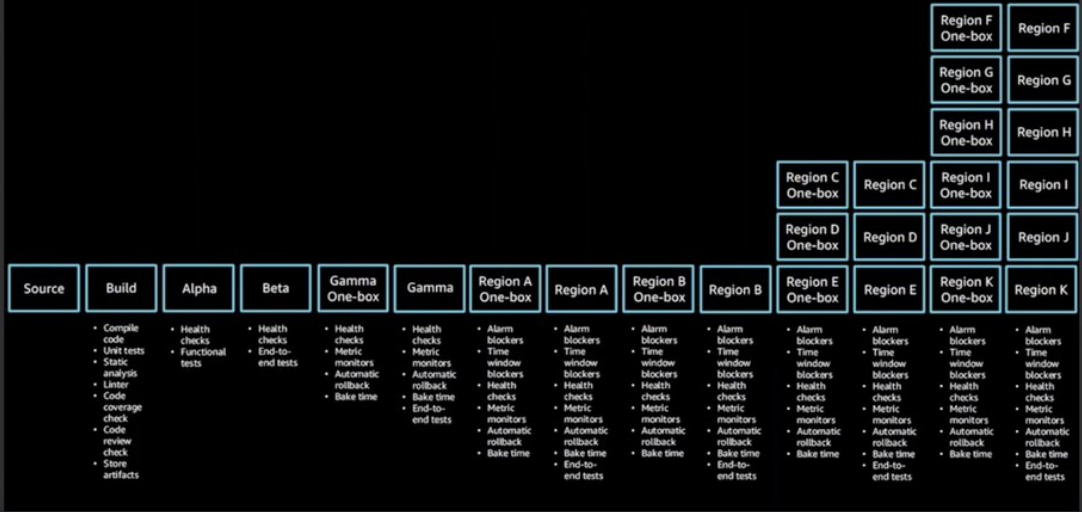 Region F
One-box
Region F
Region G
One-box
Region G
Region H
One-box
Region H
Region C
One-box
Region C
Region I
One-box
Region I
Region D
One-box
Region D
Region J
One-box
Region J
Source
Build
Alpha
Beta
Gamma
One-box
Gamma
Region A
One-box
Region A
Region B
One-box
Region B
Region E
One-box
Region E
Region K
One-box
Region K
• Compile
code
• Unit tests
• Static
analysis
• Linter
• Code
coverage
check
• Code
review
check
• Store
artifacts
• Health
checks
• Functional
tests
• Health
checks
• End-to-
end tests
• Health
checks
• Metric
monitors
• Automatic
rollback
• Bake time
• Health
checks
• Metric
monitors
• Automatic
rollback
• Bake time
• End-to-
end tests
• Alarm
blockers
• Time
window
blockers
• Health
checks
• Metric
monitors
• Automatic
rollback
• Bake time
• Alarm
blockers
• Time
window
blockers
• Health
checks
• Metric
monitors
• Automatic
rollback
• Bake time
• End-to-
end tests
• Alarm
blockers
• Time
window
blockers
• Health
checks
• Metric
monitors
• Automatic
rollback
• Bake time
• Alarm
blockers
• Time
window
blockers
• Health
checks
• Metric
monitors
• Automatic
rollback
• Bake time
• End-to-
end tests
• Alarm
blockers
• Time
window
blockers
• Health
checks
• Metric
monitors
• Automatic
rollback
• Bake time
• Alarm
blockers
• Time
window
blockers
• Health
checks
• Metric
monitors
• Automatic
rollback
• Bake time
• End-to-
end tests
• Alarm
blockers
• Time
window
blockers
• Health
checks
• Metric
monitors
• Automatic
rollback
• Bake time
• Alarm
blockers
• Time
window
blockers
• Health
checks
• Metric
monitors
• Automatic
rollback
• Bake time
• End-to-
end tests